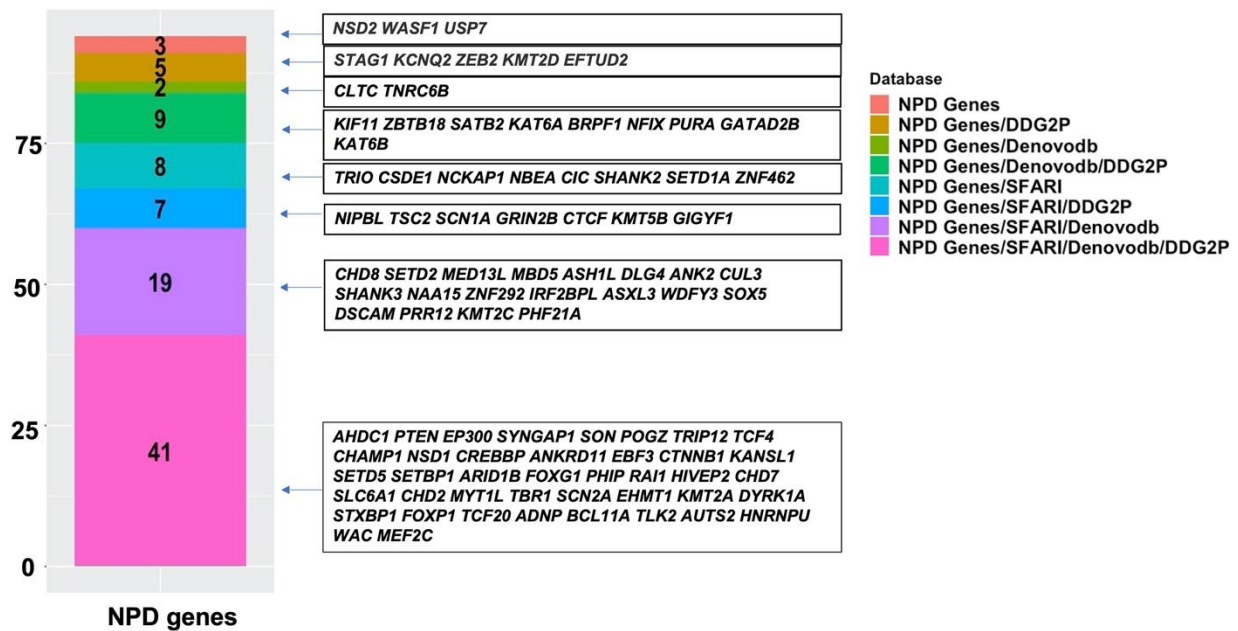 3
5
2
9
8
7
19
41
75
50
25
0
NPD genes
NSD2 WASF1 USP7
STAG1 KCNQ2 ZEB2 KMT2D EFTUD2
CLTC TNRC6B
KIF11 ZBTB18 SATB2 KAT6A BRPF1 NFIX PURA GATAD2B
KAT6B
TRIO CSDE1 NCKAP1 NBEA CIC SHANK2 SETD1A ZNF462
NIPBL TSC2 SCN1A GRIN2B CTCF KMT5B GIGYF1
CHD8 SETD2 MED13L MBD5 ASH1L DLG4 ANK2 CUL3
SHANK3 NAA15 ZNF292 IRF2BPL ASXL3 WDFY3 SOX5
DSCAM PRR12 KMT2C PHF21A
AHDC1 PTEN EP300 SYNGAP1 SON POGZ TRIP12 TCF4
CHAMP1 NSD1 CREBBP ANKRD11 EBF3 CTNNB1 KANSL1
SETD5 SETBP1 ARID1B FOXG1 PHIP RAI1 HIVEP2 CHD7
SLC6A1 CHD2 MYT1L TBR1 SCN2A EHMT1 KMT2A DYRK1A
STXBP1 FOXP1 TCF20 ADNP BCL11A TLK2 AUTS2 HNRNPU
WAC MEF2C
Database
NPD Genes
NPD Genes/DDG2P
NPD Genes/Denovodb
NPD Genes/Denovodb/DDG2P
NPD Genes/SFARI
NPD Genes/SFARI/DDG2P
NPD Genes/SFARI/Denovodb
NPD Genes/SFARI/Denovodb/DDG2P